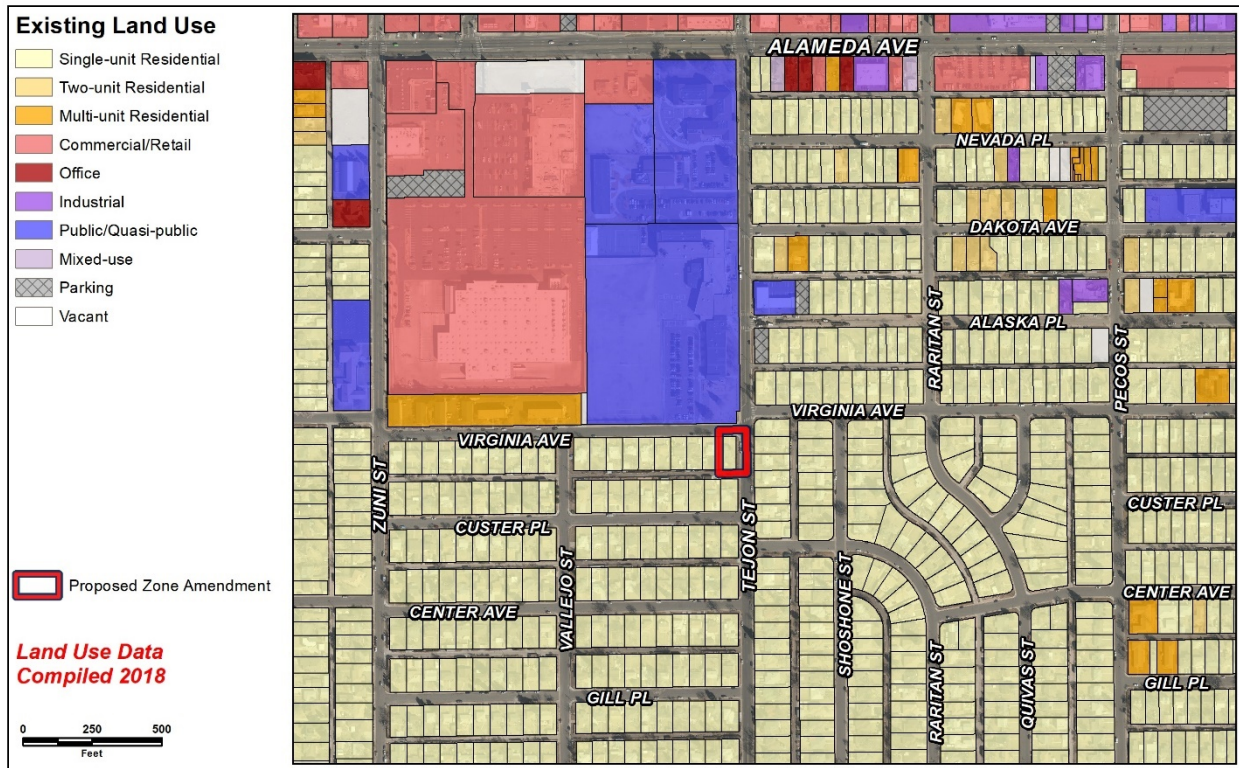 Existing Land Use
Single-unit Residential
Two-unit Residential
Multi-unit Residential
Commercial/Retail
Office
Industrial
Public/Quasi-public
Mixed-use
Parking
Vacant
Proposed Zone Amendment
Land Use Data
Compiled 2018
0 250 500
Feet
ALAMEDA AVE
NEVADA PL
DAKOTA AVE
ALASKA PL
RARITAN ST
PECOS ST
VIRGINIA AVE
VIRGINIA AVE
ZUNI ST
CUSTER PL
CUSTER PL
TEJON ST
VALLEJO ST
SHOSHONE ST
CENTER AVE
CENTER AVE
RARITAN ST
QUIVAS ST
GILL PL
GILL PL